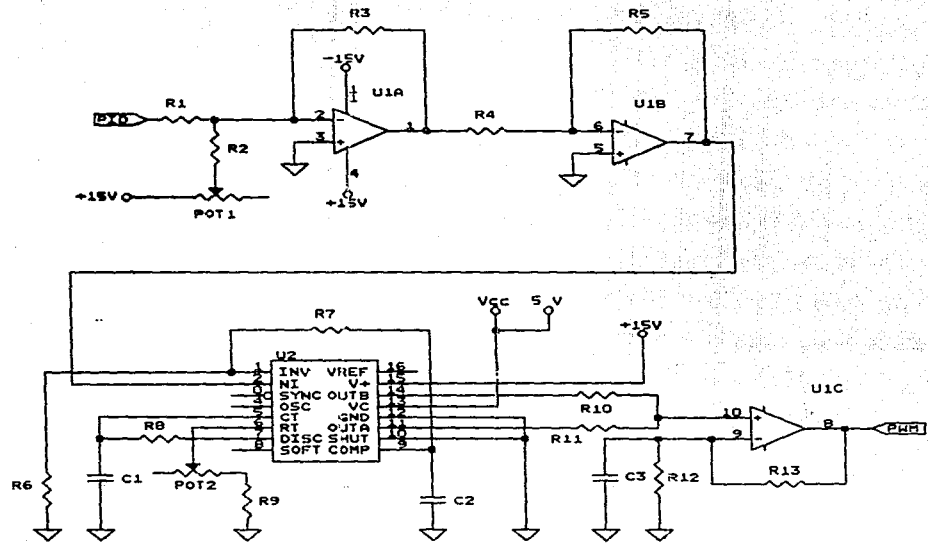 R3
-15V
U1A
R5
U1B
PID
R1
2
3
1
R4
6
5
7
R2
4
+15V
POT1
+15V
Vcc
5 V
+15V
R7
U2
1 INV VREF 16
2 NI V+ 15
3 SYNC OUTB 14
4 OSC VC 13
5 CT GND 12
6 RT OUTA 11
7 DISC SHUT 10
8 SOFT COMP 9
U1C
R10
R11
10
9
8
PWM
R8
C1
POT2
R6
R9
C2
C3
R12
R13